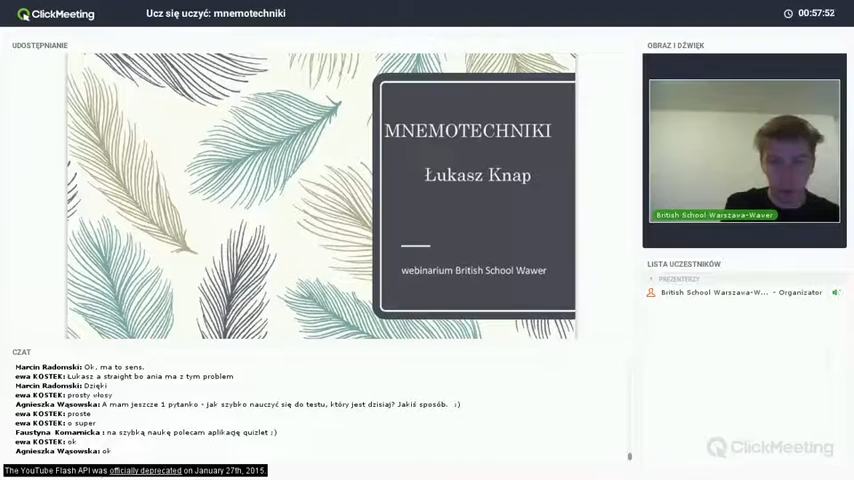 ClickMeeting
Ucz się uczyć: mnemotechniki
00:57:52
UDOSTĘPNIANIE
MNEMOTECHNIKI
Łukasz Knap
webinarium British School Wawer
OBRAZ I DŹWIĘK
British School Warszawa-Wawer
LISTA UCZESTNIKÓW
PREZENTERZY
British School Warszawa-W... - Organizator
CZAT
Marcin Radomski: Ok, ma to sens.
ewa KOSTEK: Łukasz a straight bo ania ma z tym problem
Marcin Radomski: Dzięki
ewa KOSTEK: prosty włosy
Agnieszka Wąsowska: A mam jeszcze 1 pytanko - jak szybko nauczyć się do testu, który jest dzisiaj? Jakiś sposób. ;)
ewa KOSTEK: proste
ewa KOSTEK: o super
Faustyna Komarnicka : na szybką naukę polecam aplikację quizlet ;)
ewa KOSTEK: ok
Agnieszka Wąsowska: ok
ClickMeeting
The YouTube Flash API was officially deprecated on January 27th, 2015.